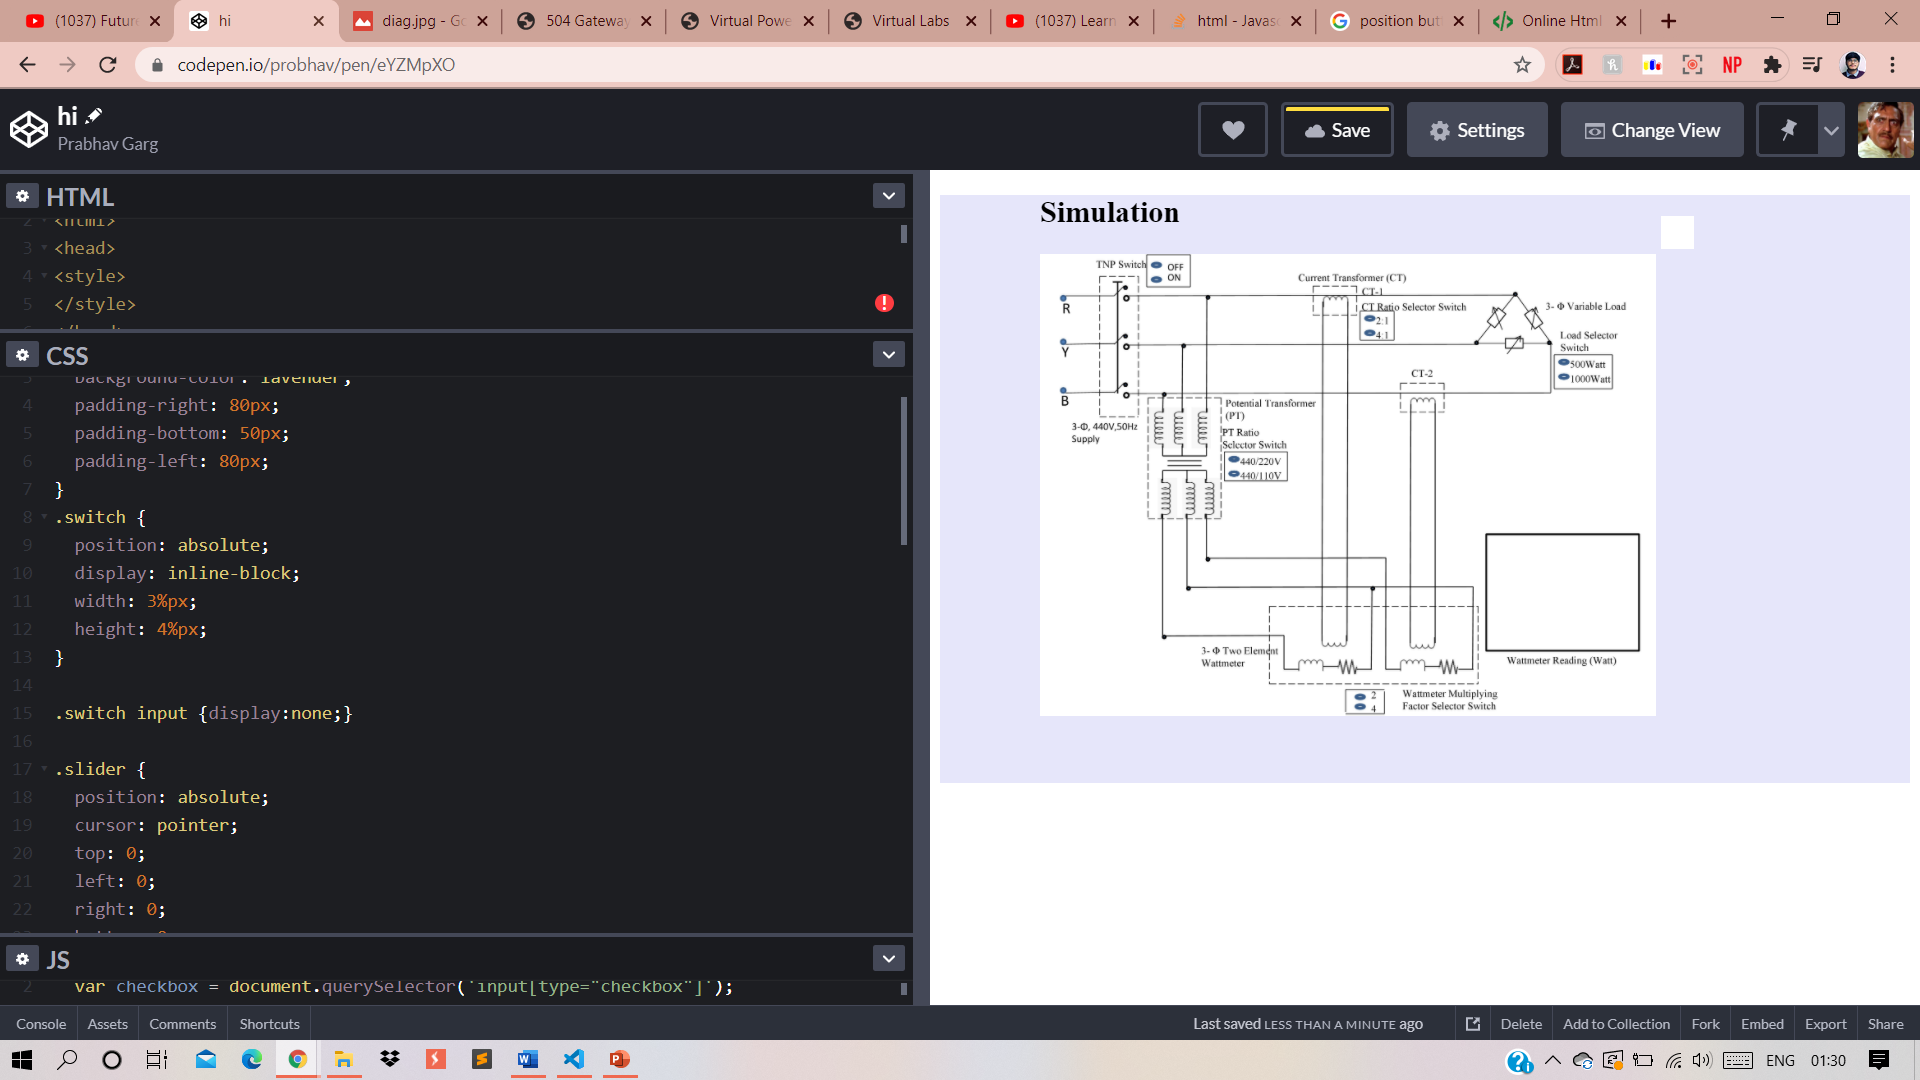 (1037) Futur
hi
diag.jpg - Go
504 Gateway
Virtual Powe
Virtual Labs
(1037) Learn
html - Javasc
position but
Online Html
codepen.io/probhav/pen/eYZMpXO
NP
hi
Prabhav Garg
Save
Settings
Change View
HTML
2 <html>
3 <head>
4 <style>
5 </style>
CSS
background-color: lavender;
4 padding-right: 80px;
5 padding-bottom: 50px;
6 padding-left: 80px;
7 }
8 .switch {
9 position: absolute;
10 display: inline-block;
11 width: 3%px;
12 height: 4%px;
13 }
14
15 .switch input {display:none;}
16
17 .slider {
18 position: absolute;
19 cursor: pointer;
20 top: 0;
21 left: 0;
22 right: 0;
JS
2 var checkbox = document.querySelector('input[type="checkbox"]');
Simulation
TNP Switch
OFF
ON
Current Transformer (CT)
CT-1
CT Ratio Selector Switch
2:1
4:1
3- Φ Variable Load
Load Selector
Switch
500Watt
1000Watt
R
Y
B
CT-2
3-Φ, 440V,50Hz
Supply
Potential Transformer
(PT)
PT Ratio
Selector Switch
440/220V
440/110V
3- Φ Two Element
Wattmeter
Wattmeter Reading (Watt)
2
4
Wattmeter Multiplying
Factor Selector Switch
Console
Assets
Comments
Shortcuts
Last saved LESS THAN A MINUTE ago
Delete
Add to Collection
Fork
Embed
Export
Share
ENG
01:30